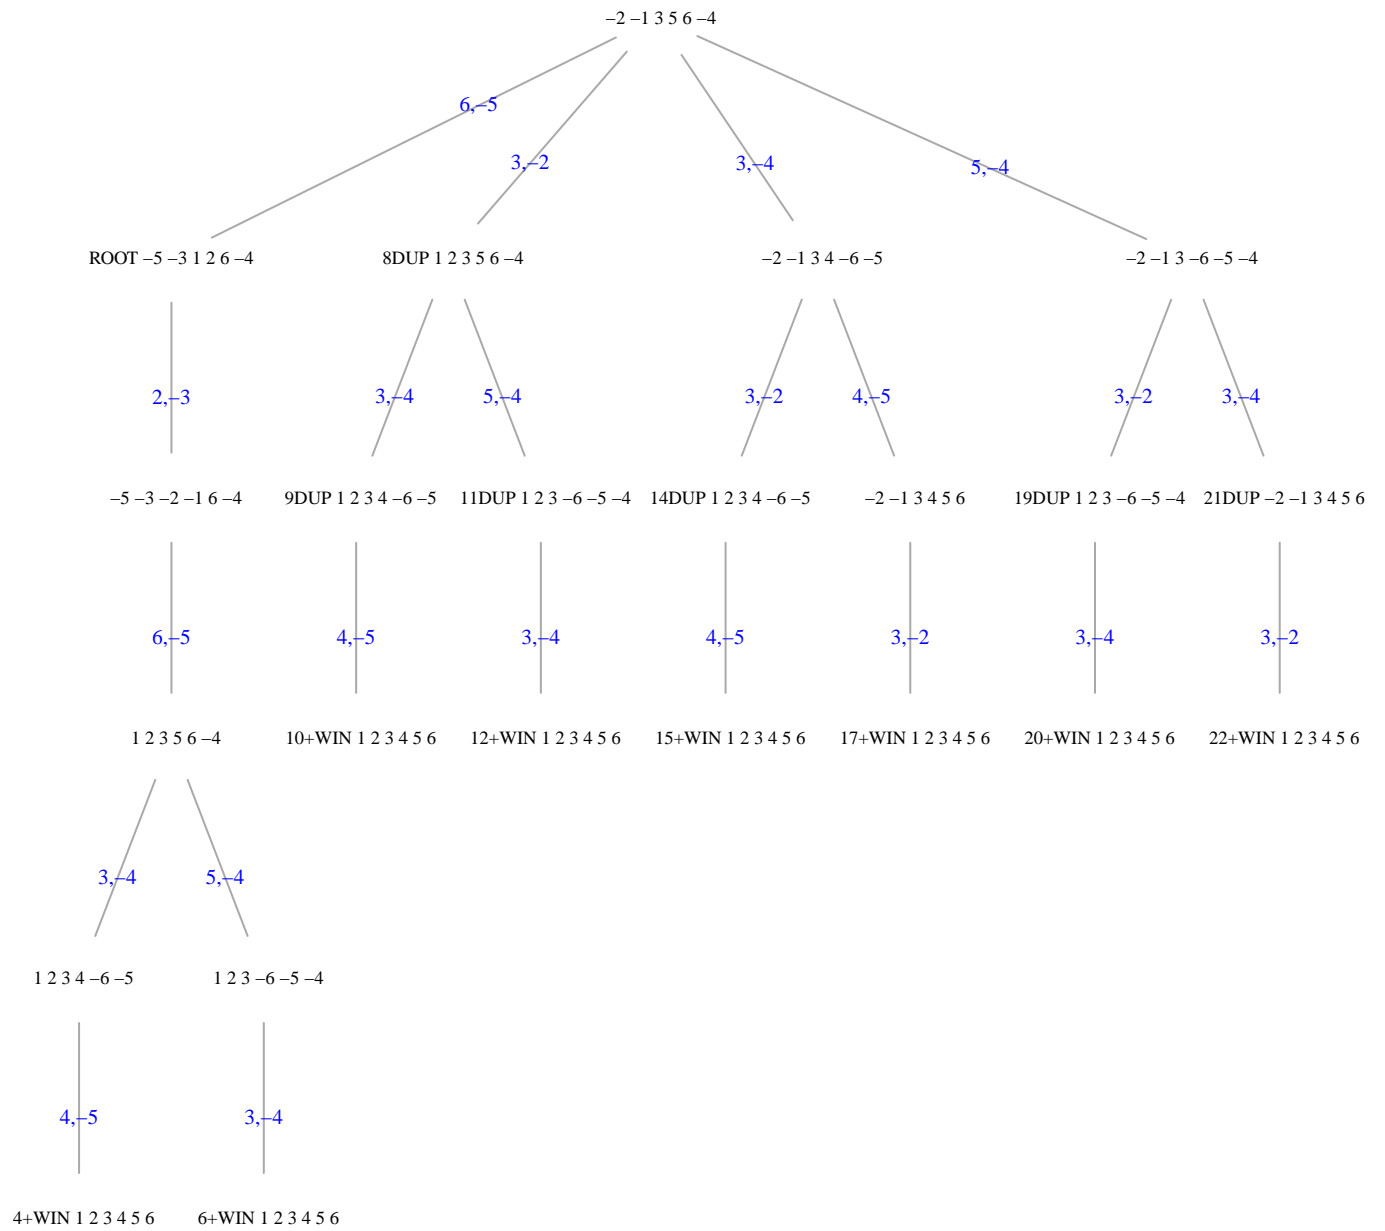 –2 –1 3 5 6 –4
6,–5
3,–2
3,–4
5,–4
ROOT –5 –3 1 2 6 –4
8DUP 1 2 3 5 6 –4
–2 –1 3 4 –6 –5
–2 –1 3 –6 –5 –4
2,–3
3,–4
5,–4
3,–2
4,–5
3,–2
3,–4
–5 –3 –2 –1 6 –4
9DUP 1 2 3 4 –6 –5
11DUP 1 2 3 –6 –5 –4
14DUP 1 2 3 4 –6 –5
–2 –1 3 4 5 6
19DUP 1 2 3 –6 –5 –4
21DUP –2 –1 3 4 5 6
6,–5
4,–5
3,–4
4,–5
3,–2
3,–4
3,–2
1 2 3 5 6 –4
10+WIN 1 2 3 4 5 6
12+WIN 1 2 3 4 5 6
15+WIN 1 2 3 4 5 6
17+WIN 1 2 3 4 5 6
20+WIN 1 2 3 4 5 6
22+WIN 1 2 3 4 5 6
3,–4
5,–4
1 2 3 4 –6 –5
1 2 3 –6 –5 –4
4,–5
3,–4
4+WIN 1 2 3 4 5 6
6+WIN 1 2 3 4 5 6